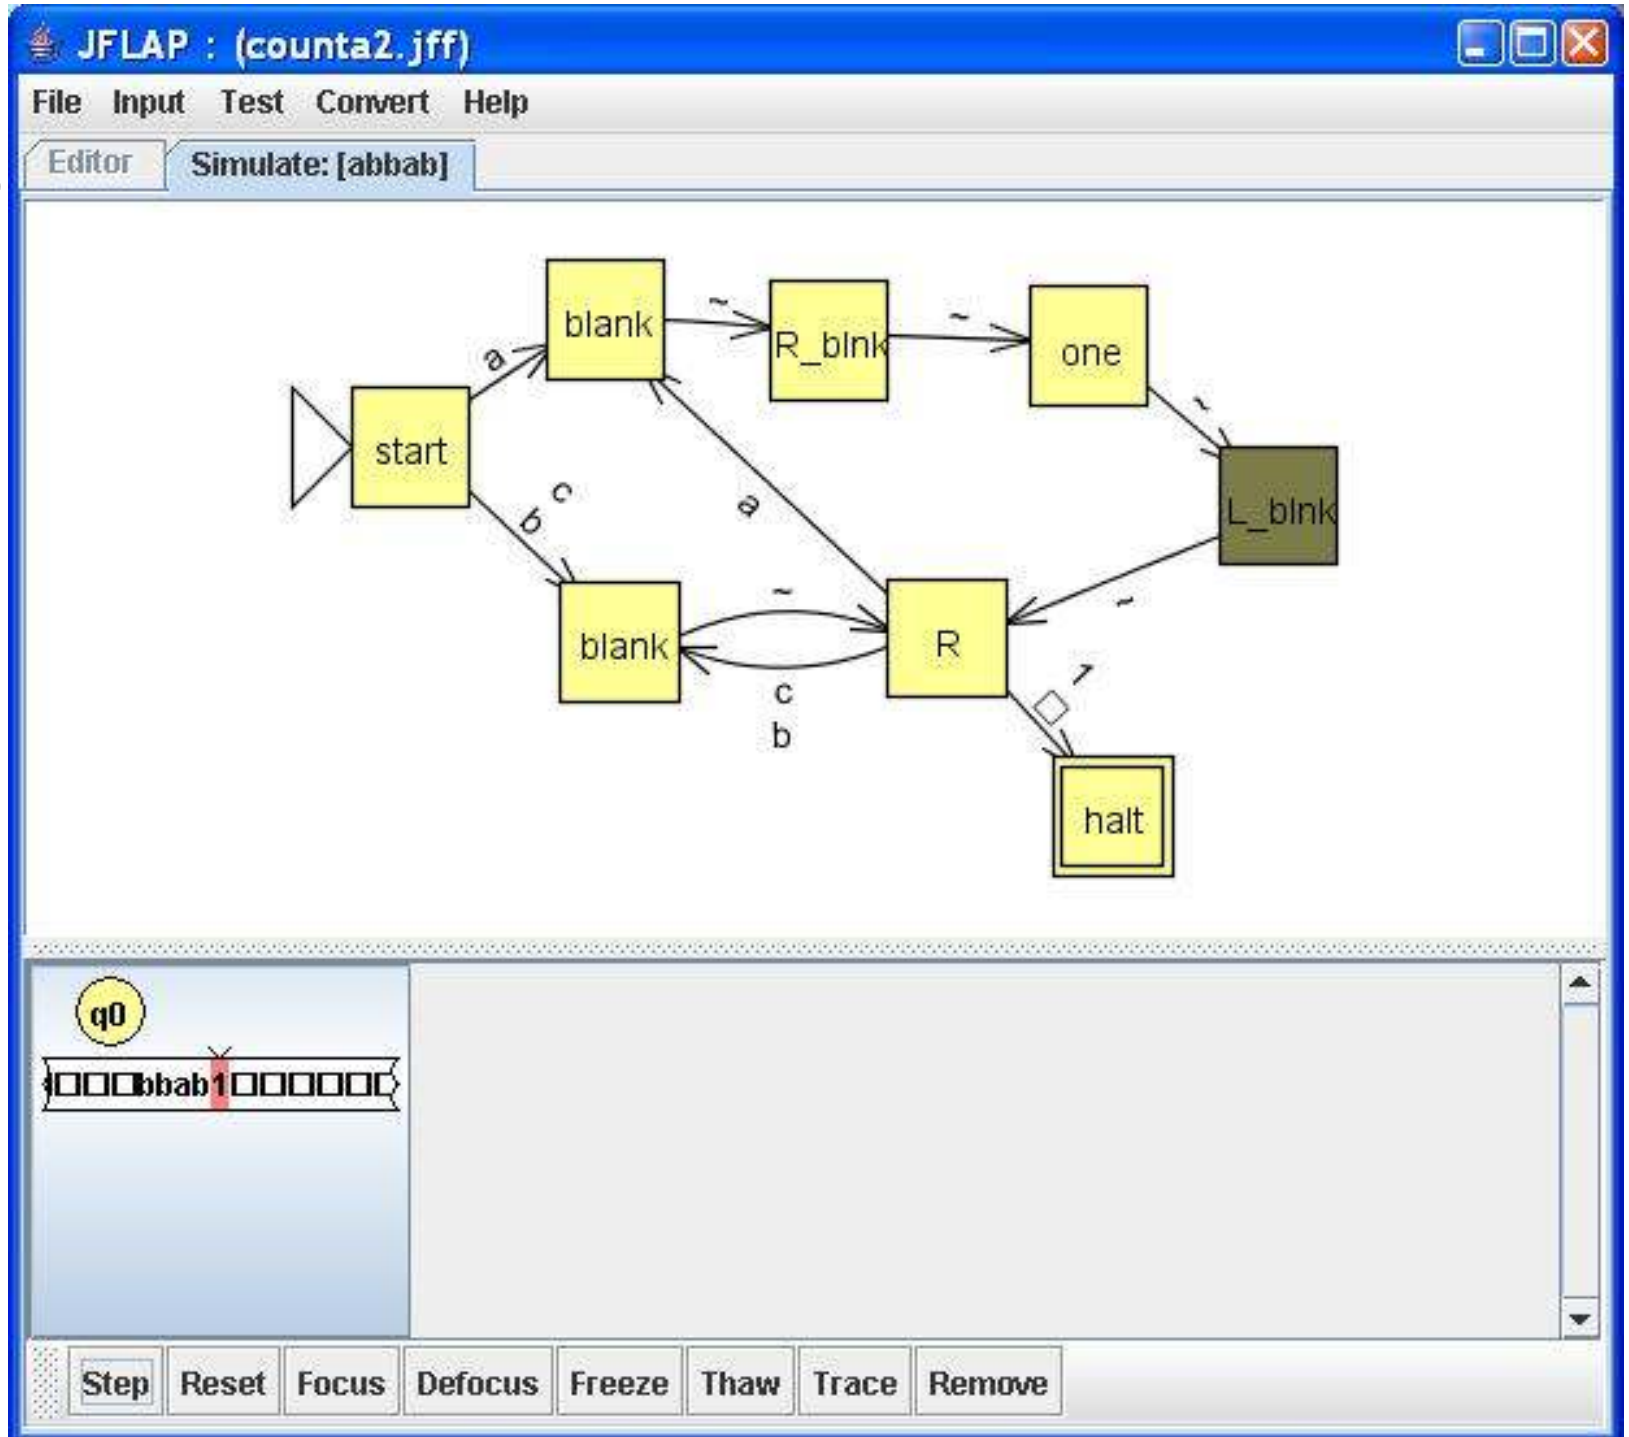 JFLAP : (counta2.jff)
File Input Test Convert Help
Editor Simulate: [abbab]
blank ~ R_blnk ~ one
a
~
start
L_blnk
c
b
a
~
~
blank R
c
b
□ 1
halt
q0
□□□bbab1□□□□□□
Step Reset Focus Defocus Freeze Thaw Trace Remove